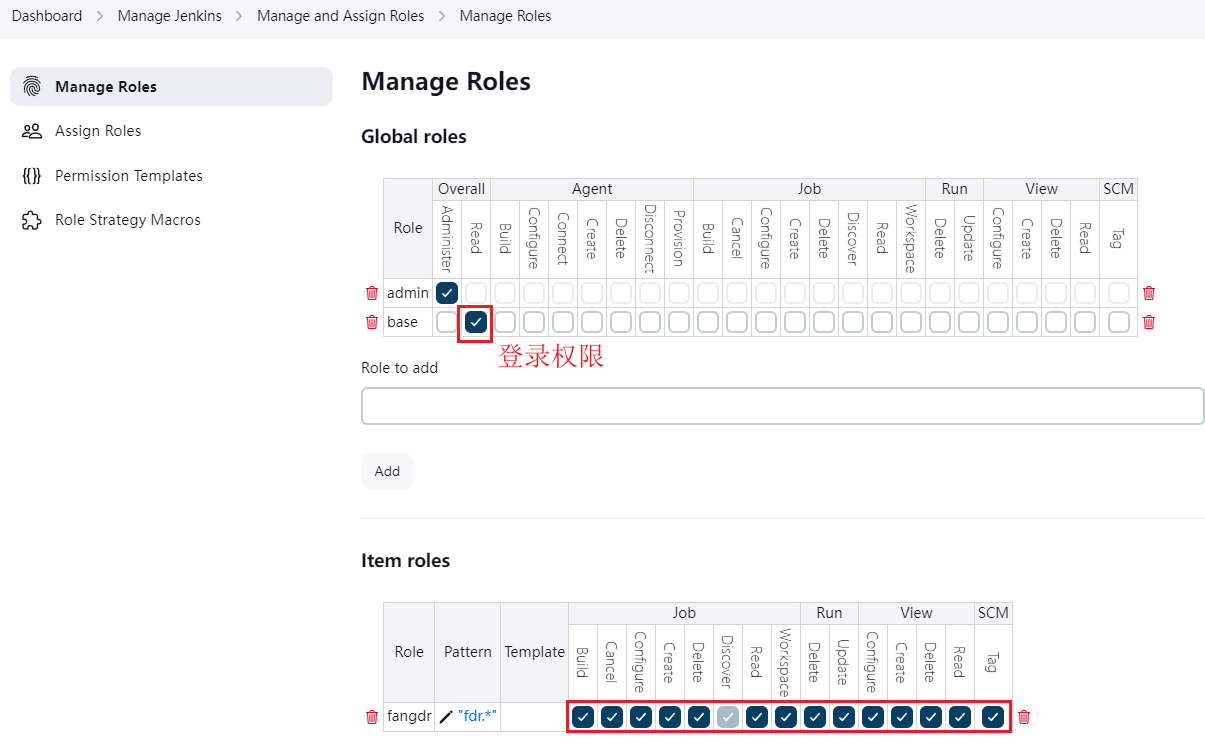 Dashboard > Manage Jenkins > Manage and Assign Roles > Manage Roles
Manage Roles
Assign Roles
Permission Templates
Role Strategy Macros
Manage Roles
Global roles
Role Overall Agent Job Run View SCM
Administer Read Build Configure Connect Create Delete Disconnect Provision Build Cancel Configure Create Delete Discover Read Workspace Delete Update Configure Create Delete Read Tag
admin
base
登录权限
Role to add
Add
Item roles
Role Pattern Template Job Run View SCM
Build Cancel Configure Create Delete Discover Read Workspace Delete Update Configure Create Delete Read Tag
fangdr "fdr.*"